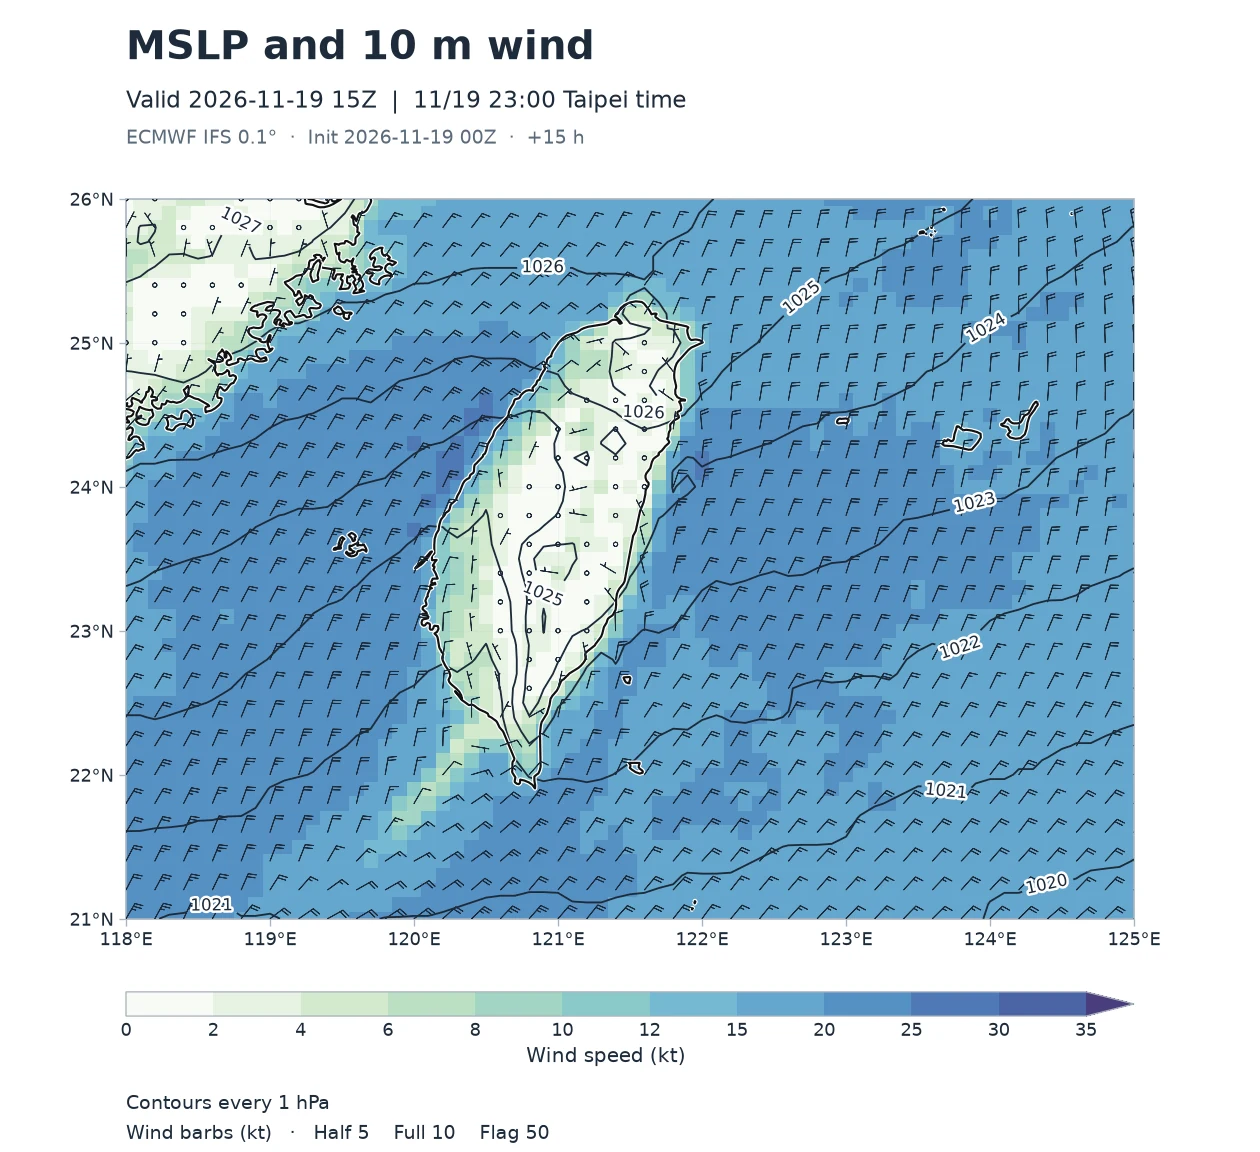 MSLP and 10 m wind
Valid 2026-11-19 15Z | 11/19 23:00 Taipei time
ECMWF IFS 0.1° · Init 2026-11-19 00Z · +15 h
26°N
25°N
24°N
23°N
22°N
21°N
1027
1026
1025
1024
1026
1023
1025
1022
1021
1020
1021
118°E 119°E 120°E 121°E 122°E 123°E 124°E 125°E
0 2 4 6 8 10 12 15 20 25 30 35
Wind speed (kt)
Contours every 1 hPa
Wind barbs (kt) · Half 5 Full 10 Flag 50